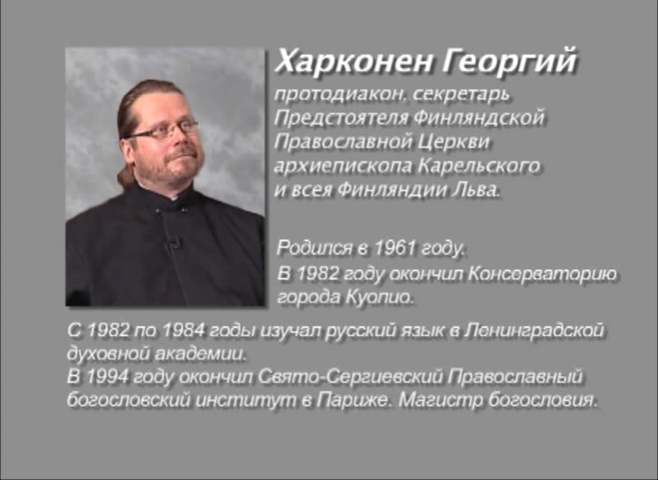 Харконен Георгий
протодиакон, секретарь
Предстоятеля Финляндской
Православной Церкви
архиепископа Карельского
и всея Финляндии Льва.
Родился в 1961 году.
В 1982 году окончил Консерваторию
города Куопио.
С 1982 по 1984 годы изучал русский язык в Ленинградской
духовной академии.
В 1994 году окончил Свято-Сергиевский Православный
богословский институт в Париже. Магистр богословия.